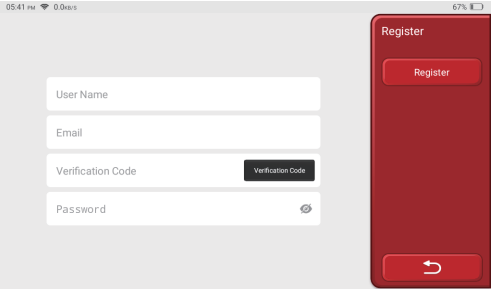 05:41 PM 0.0KB/S 67%
Register
Register
User Name
Email
Verification Code Verification Code
Password